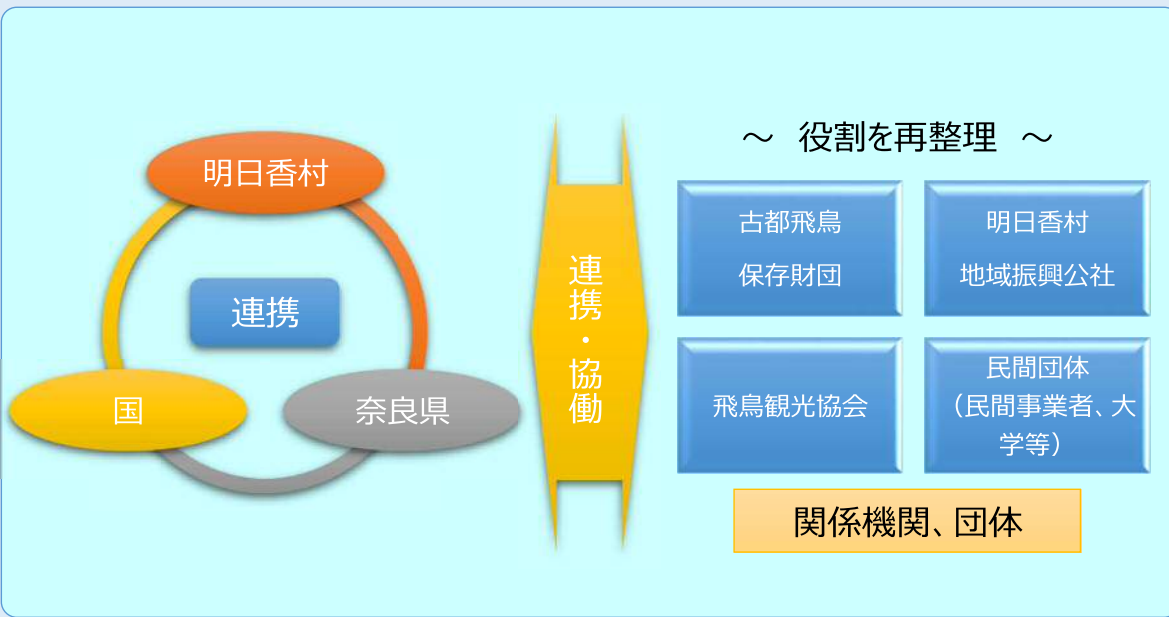 明日香村
連携
国
奈良県
連携・協働
～ 役割を再整理 ～
古都飛鳥
保存財団
明日香村
地域振興公社
飛鳥観光協会
民間団体
（民間事業者、大
学等）
関係機関、団体